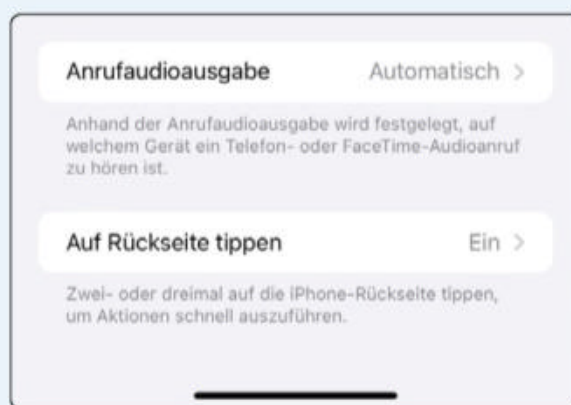 Anrufaudioausgabe Automatisch >
Anhand der Anrufaudioausgabe wird festgelegt, auf
welchem Gerät ein Telefon- oder FaceTime-Audioanruf
zu hören ist.
Auf Rückseite tippen Ein >
Zwei- oder dreimal auf die iPhone-Rückseite tippen,
um Aktionen schnell auszuführen.